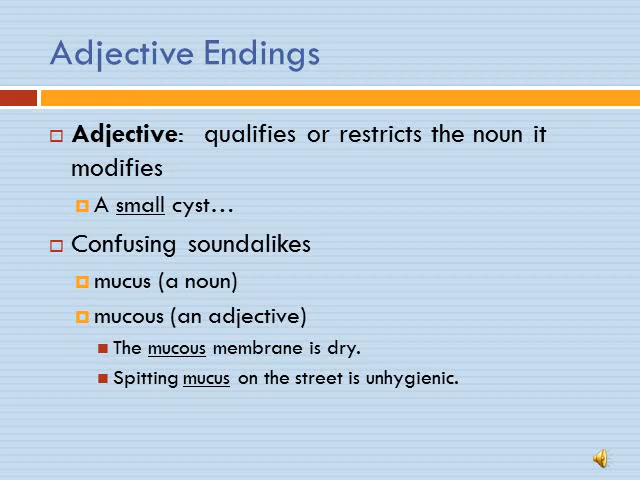 Adjective Endings
Adjective: qualifies or restricts the noun it
modifies
A small cyst…
Confusing soundalikes
mucus (a noun)
mucous (an adjective)
The mucous membrane is dry.
Spitting mucus on the street is unhygienic.